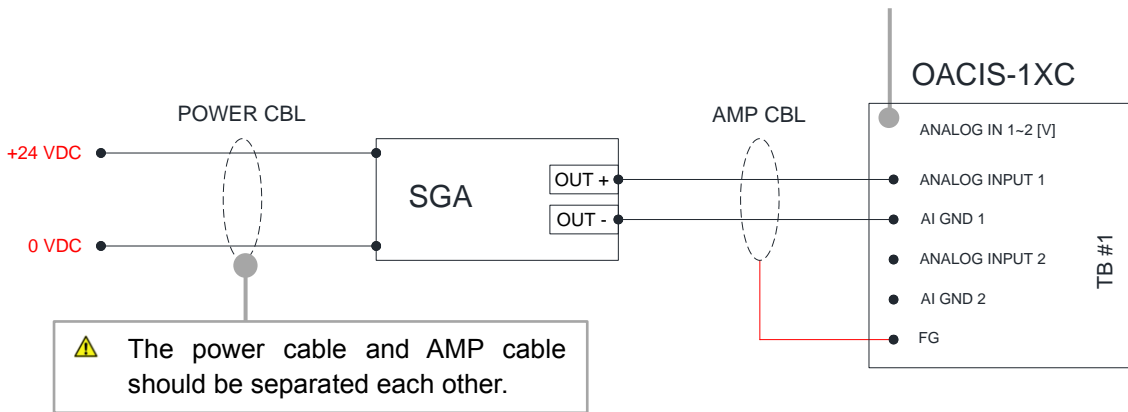 OACIS-1XC
POWER CBL
AMP CBL
ANALOG IN 1~2 [V]
+24 VDC
SGA
OUT +
OUT -
ANALOG INPUT 1
AI GND 1
0 VDC
ANALOG INPUT 2
AI GND 2
FG
TB #1
The power cable and AMP cable
should be separated each other.